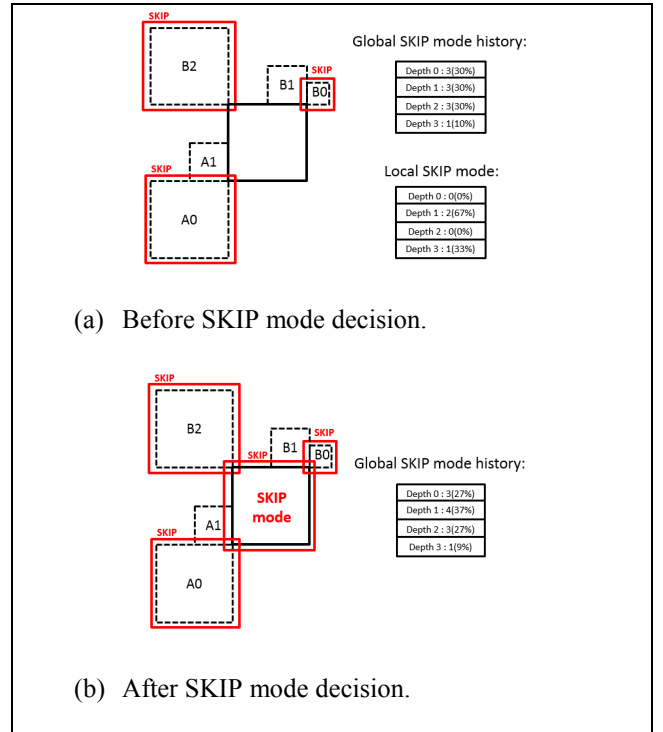 SKIP
B2
B1
SKIP
B0
A1
SKIP
A0
Global SKIP mode history:
Depth 0 : 3(30%)
Depth 1 : 3(30%)
Depth 2 : 3(30%)
Depth 3 : 1(10%)
Local SKIP mode:
Depth 0 : 0(0%)
Depth 1 : 2(67%)
Depth 2 : 0(0%)
Depth 3 : 1(33%)
(a) Before SKIP mode decision.
SKIP
B2
B1
SKIP
B0
SKIP
SKIP
mode
A1
SKIP
A0
Global SKIP mode history:
Depth 0 : 3(27%)
Depth 1 : 4(37%)
Depth 2 : 3(27%)
Depth 3 : 1(9%)
(b) After SKIP mode decision.